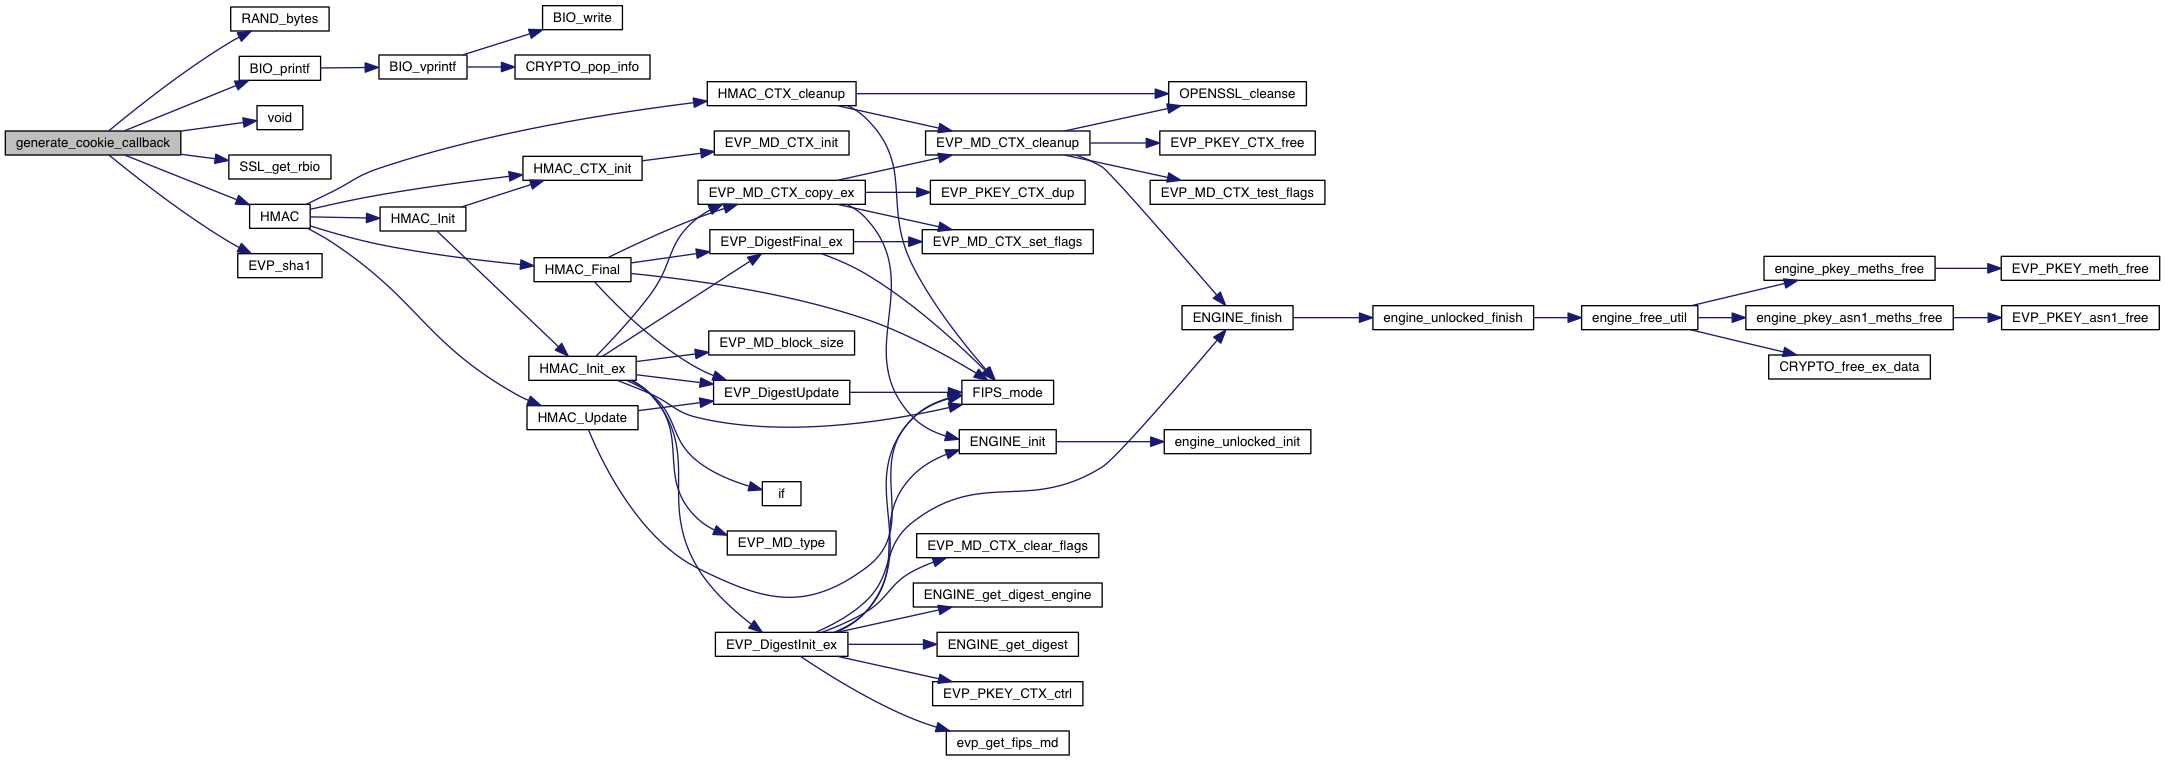 generate_cookie_callback
RAND_bytes
BIO_printf
void
SSL_get_rbio
HMAC
EVP_sha1
BIO_vprintf
BIO_write
CRYPTO_pop_info
HMAC_CTX_init
HMAC_Init
HMAC_Final
HMAC_Init_ex
HMAC_Update
HMAC_CTX_cleanup
EVP_MD_CTX_init
EVP_MD_CTX_copy_ex
EVP_DigestFinal_ex
EVP_MD_block_size
EVP_DigestUpdate
if
EVP_MD_type
EVP_DigestInit_ex
EVP_MD_CTX_cleanup
EVP_PKEY_CTX_dup
EVP_MD_CTX_set_flags
FIPS_mode
ENGINE_init
EVP_MD_CTX_clear_flags
ENGINE_get_digest_engine
ENGINE_get_digest
EVP_PKEY_CTX_ctrl
evp_get_fips_md
OPENSSL_cleanse
EVP_PKEY_CTX_free
EVP_MD_CTX_test_flags
ENGINE_finish
engine_unlocked_init
engine_unlocked_finish
engine_free_util
engine_pkey_meths_free
engine_pkey_asn1_meths_free
CRYPTO_free_ex_data
EVP_PKEY_meth_free
EVP_PKEY_asn1_free